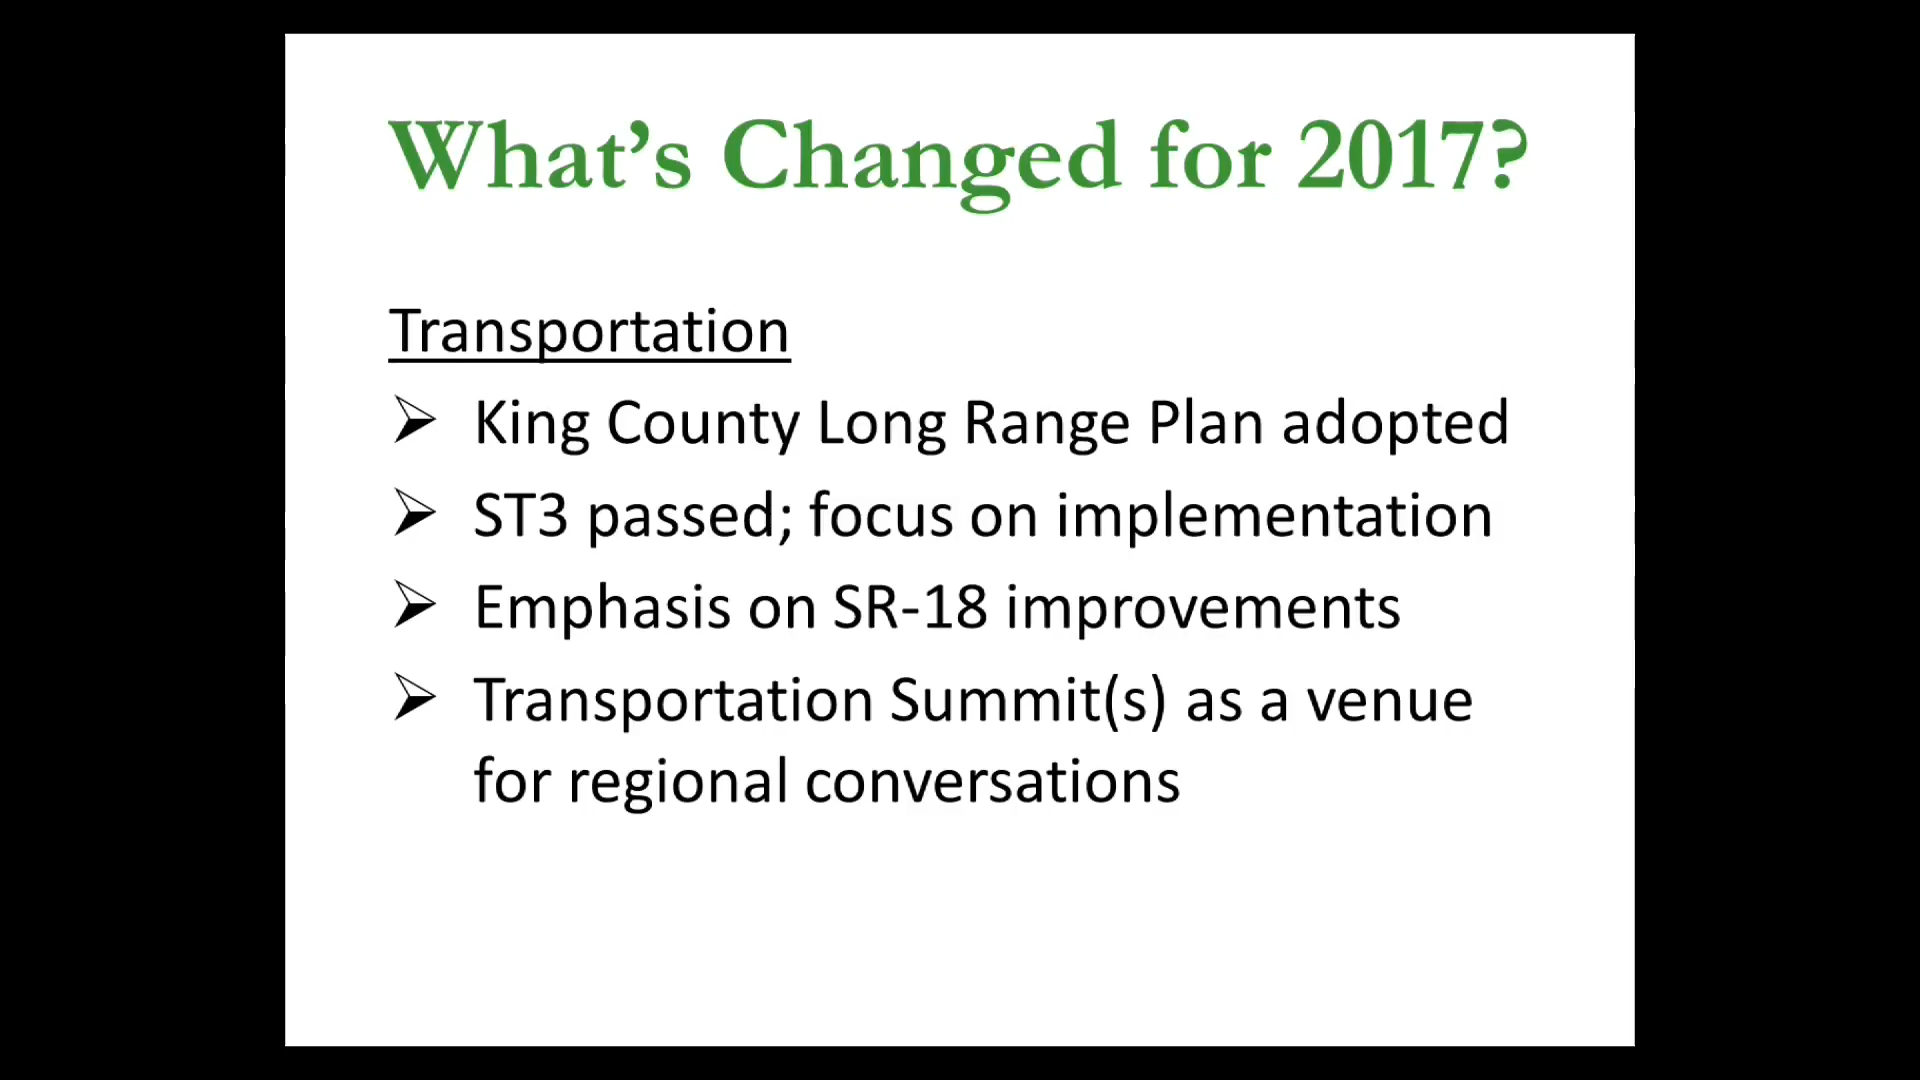 What’s Changed for 2017?
Transportation
➢ King County Long Range Plan adopted
➢ ST3 passed; focus on implementation
➢ Emphasis on SR-18 improvements
➢ Transportation Summit(s) as a venue
for regional conversations